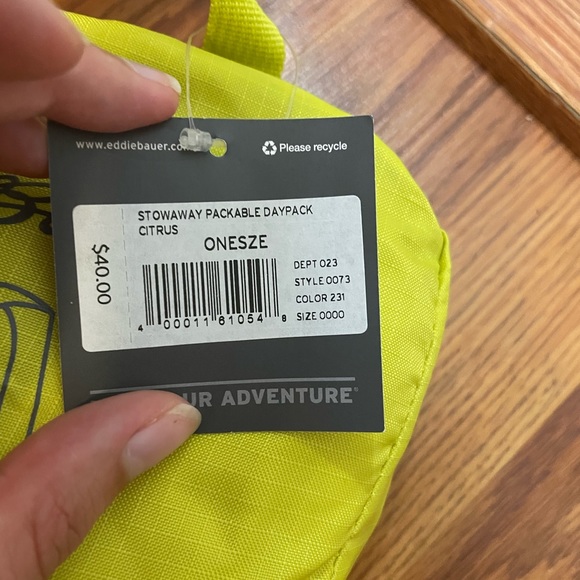 www.eddiebauer.co
Please recycle
STOWAWAY PACKABLE DAYPACK
CITRUS
ONESZE
$40.00
DEPT 023
STYLE 0073
COLOR 231
SIZE 0000
4 00011 61054 8
UR ADVENTURE